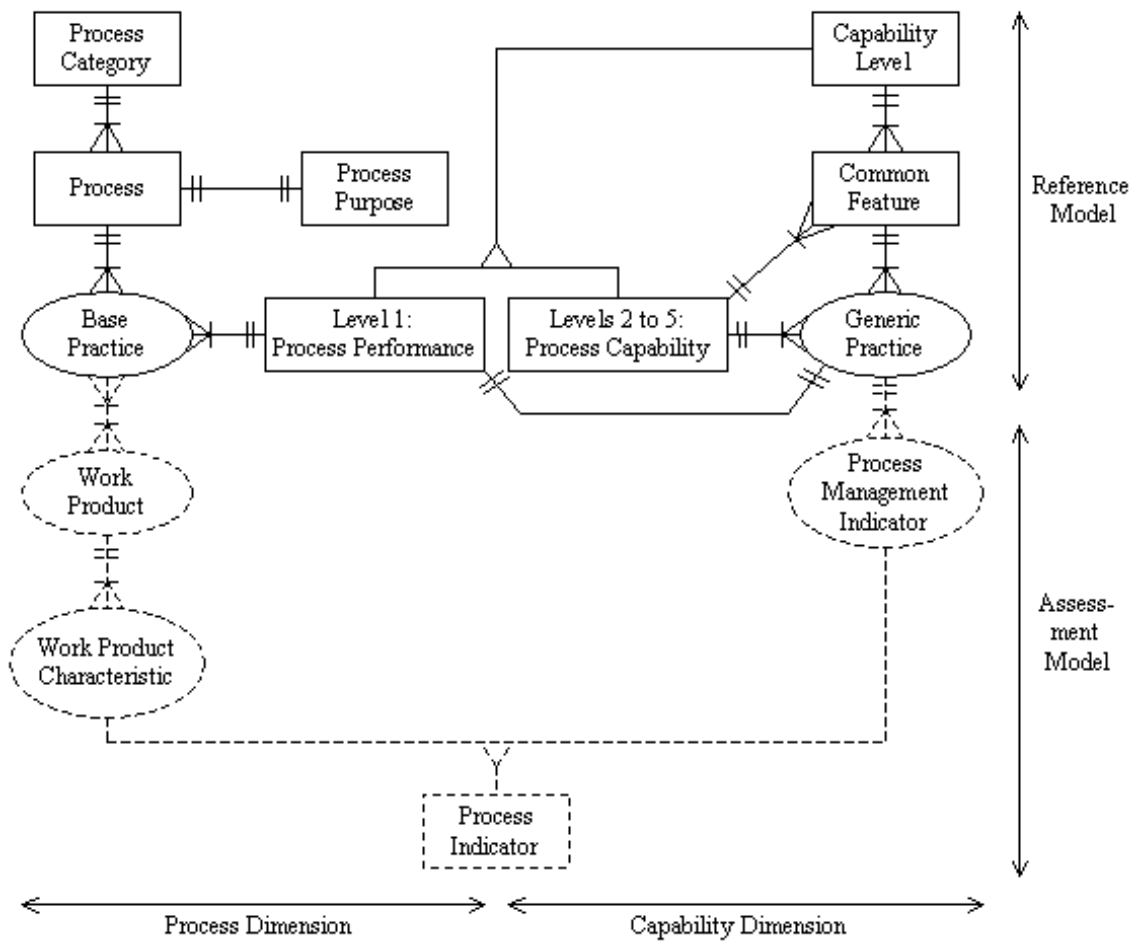 Process
Category
Capability
Level
Process
Process
Purpose
Common
Feature
Reference
Model
Base
Practice
Level 1:
Process Performance
Levels 2 to 5:
Process Capability
Generic
Practice
Work
Product
Process
Management
Indicator
Work Product
Characteristic
Assess-
ment
Model
Process
Indicator
Process Dimension
Capability Dimension